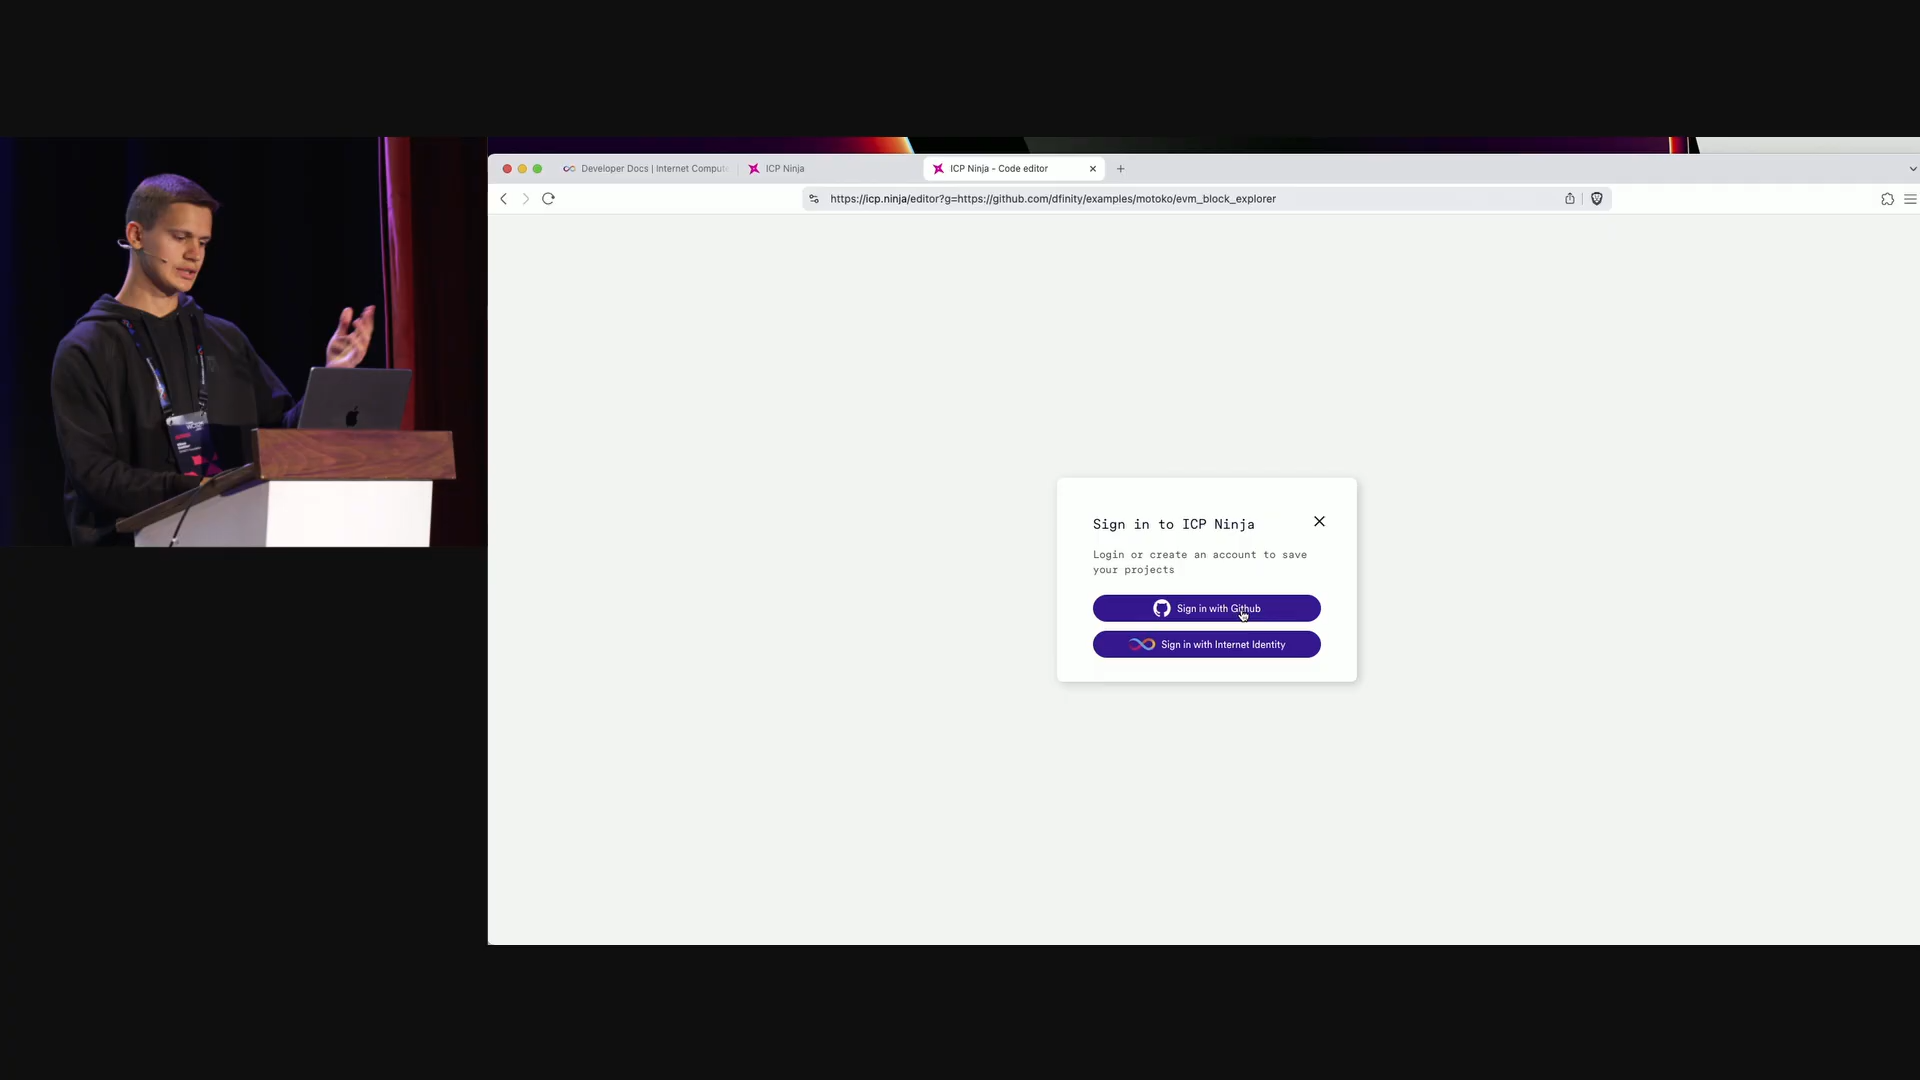 Developer Docs | Internet Comput
ICP Ninja
ICP Ninja - Code editor
https://icp.ninja/editor?g=https://github.com/dfinity/examples/motoko/evm_block_explorer
Sign in to ICP Ninja
Login or create an account to save
your projects
Sign in with Github
Sign in with Internet Identity